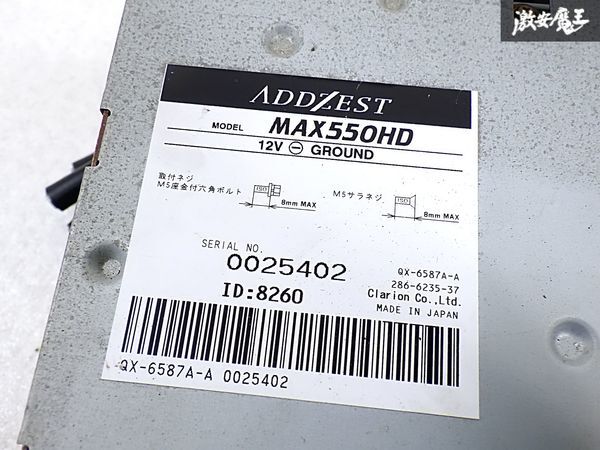 激安魔王
ADDZEST
MODEL MAX550HD
12V ⊖ GROUND
取付ネジ
M5座金付六角ボルト ISO 8mm MAX
M5サラネジ ISO 8mm MAX
SERIAL NO.
0025402
ID:8260
QX-6587A-A
286-6235-37
Clarion Co.,Ltd.
MADE IN JAPAN
QX-6587A-A 0025402